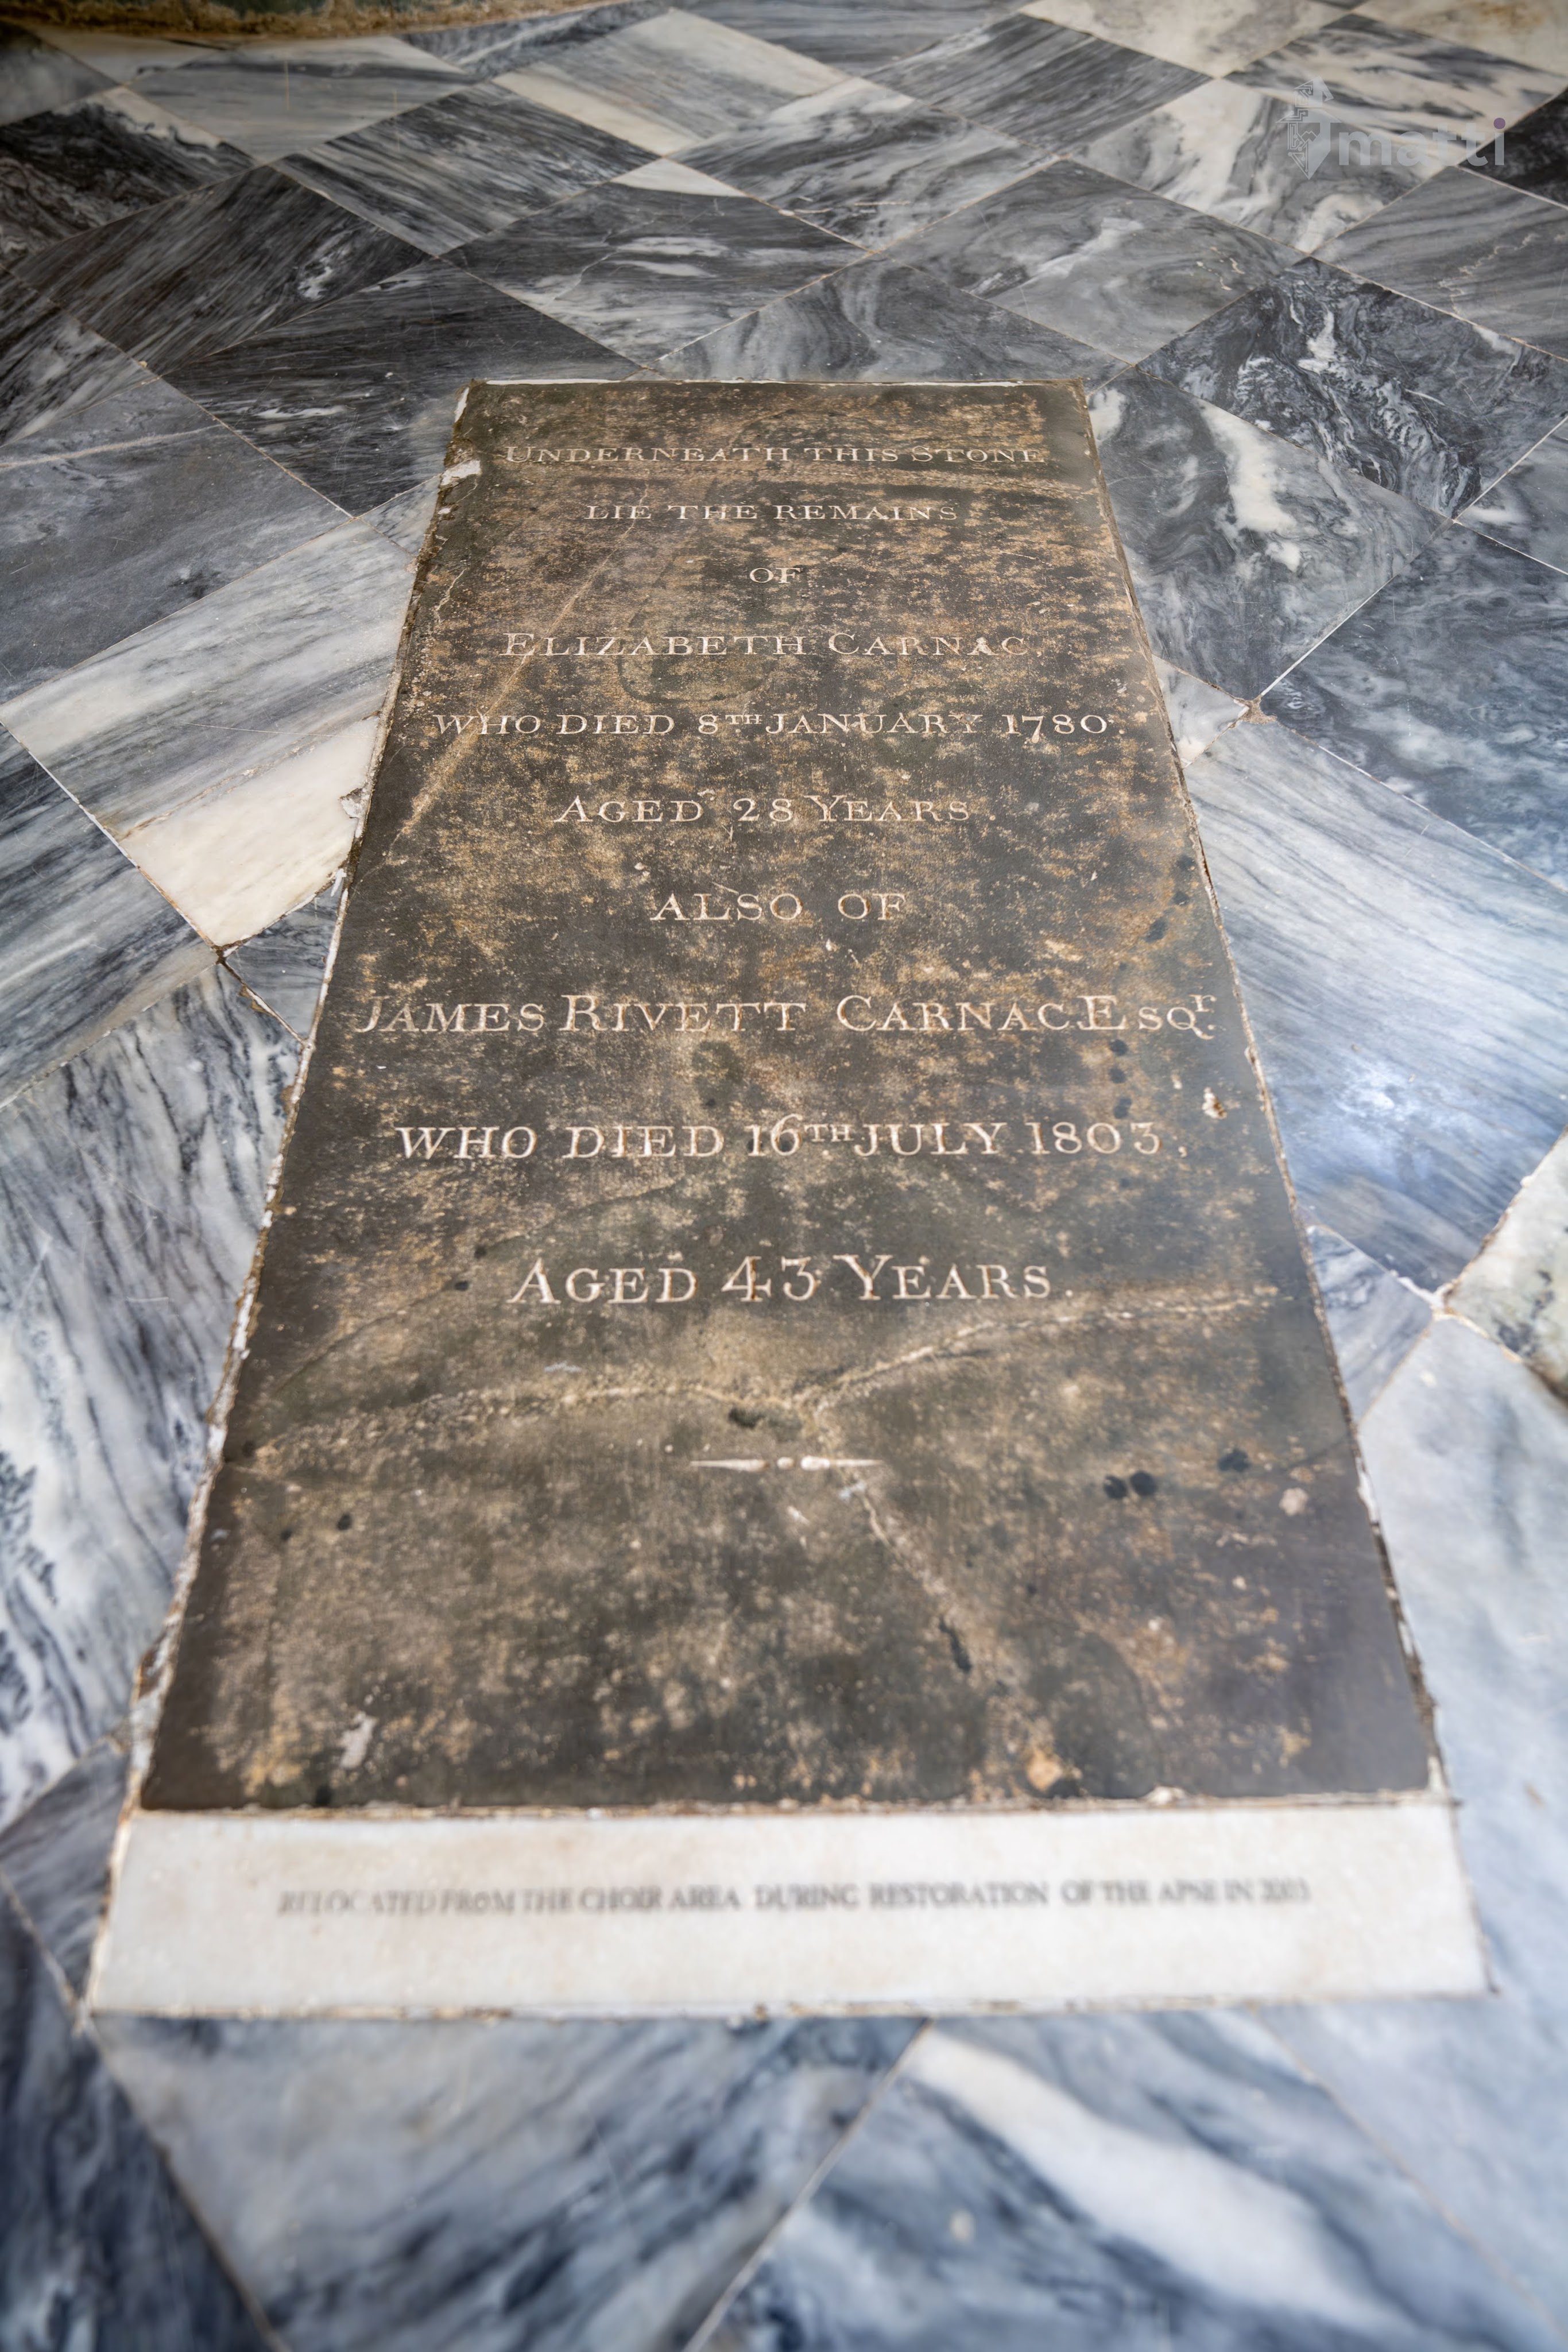 matti
UNDERNEATH THIS STONE
LIE THE REMAINS
OF
ELIZABETH CARNAC,
WHO DIED 8TH JANUARY 1780.
AGED 28 YEARS.
ALSO OF
JAMES RIVETT CARNAC ESQr.
WHO DIED 16TH JULY 1803,
AGED 43 YEARS.
RELOCATED FROM THE CHOIR AREA DURING RESTORATION OF THE APSE IN